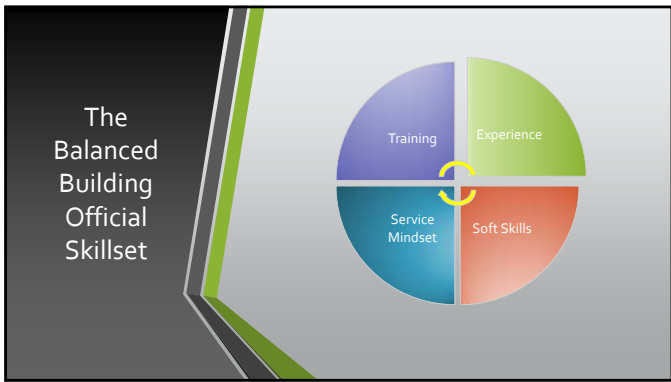 The
Balanced
Building
Official
Skillset
Training
Experience
Service
Mindset
Soft Skills